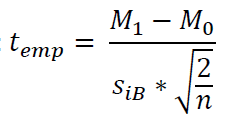 t_emp = (M_1 − M_0) / (s_iB * √(2/n))